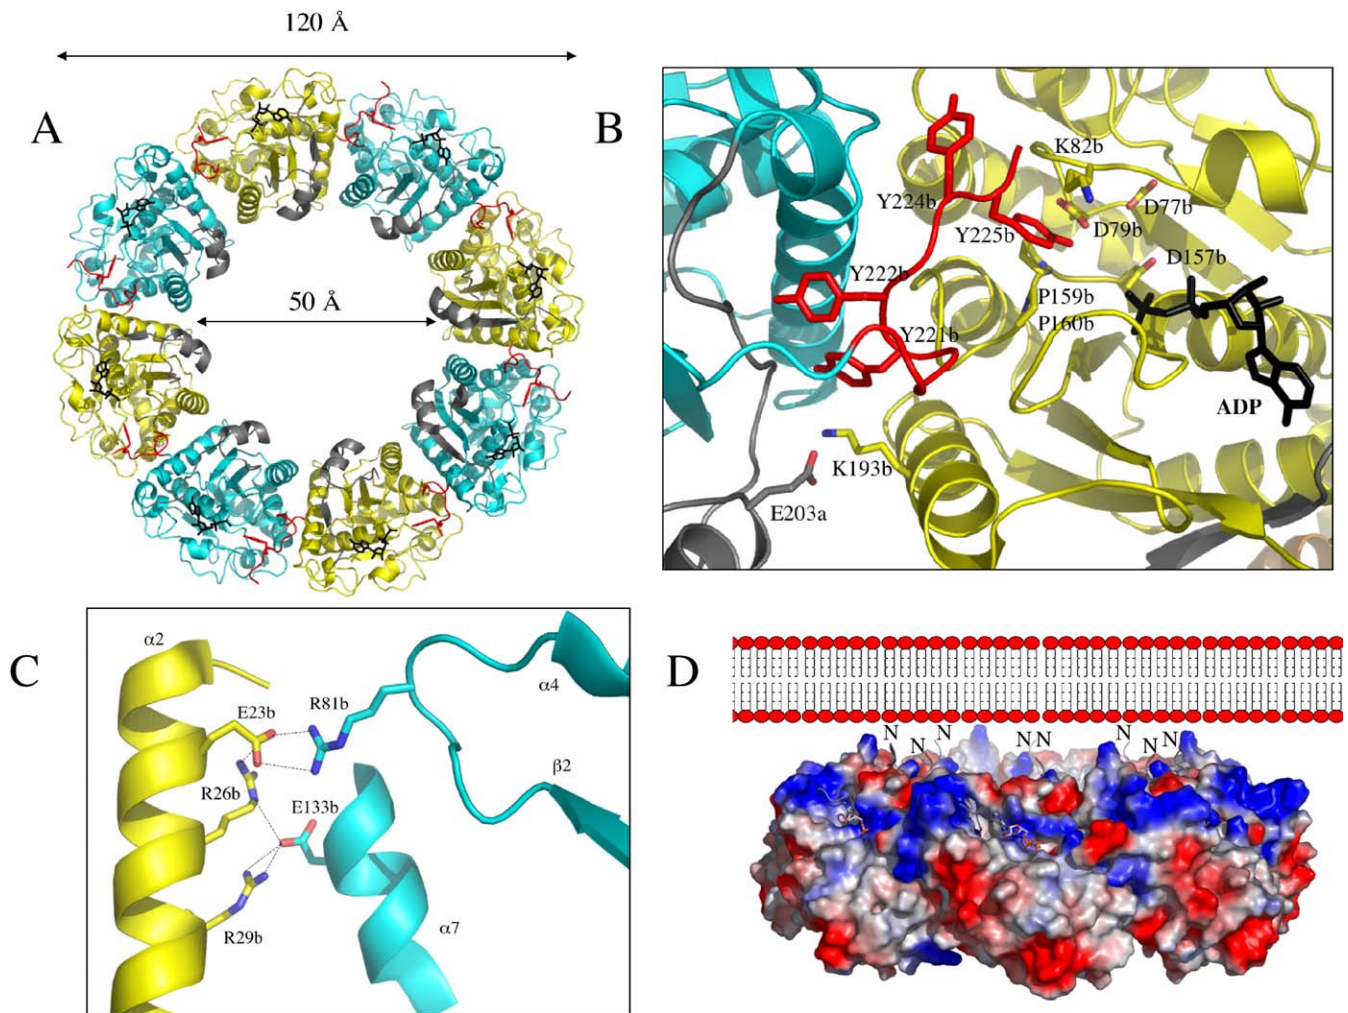 120 Å
A
50 Å
B
K82b
Y224b
D77b
Y225b
D79b
D157b
Y222b
P159b
P160b
Y221b
ADP
K193b
E203a
C
α2
E23b
R81b
α4
R26b
E133b
β2
R29b
α7
D
N N N N N N N N